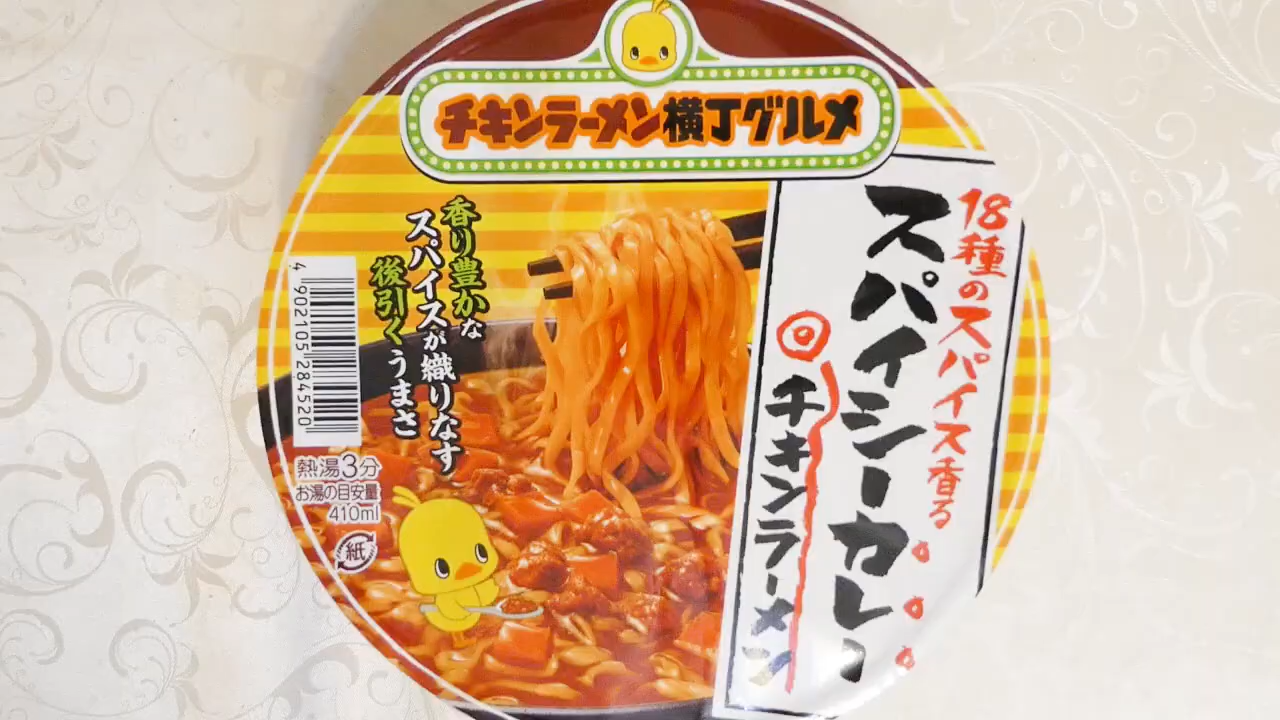 チキンラーメン横丁グルメ
18種のスパイス香る
スパイシーカレー
チキンラーメン
香り豊かな
スパイスが織りなす
後引くうまさ
4 902105 284520
熱湯3分
お湯の目安量
410ml
紙